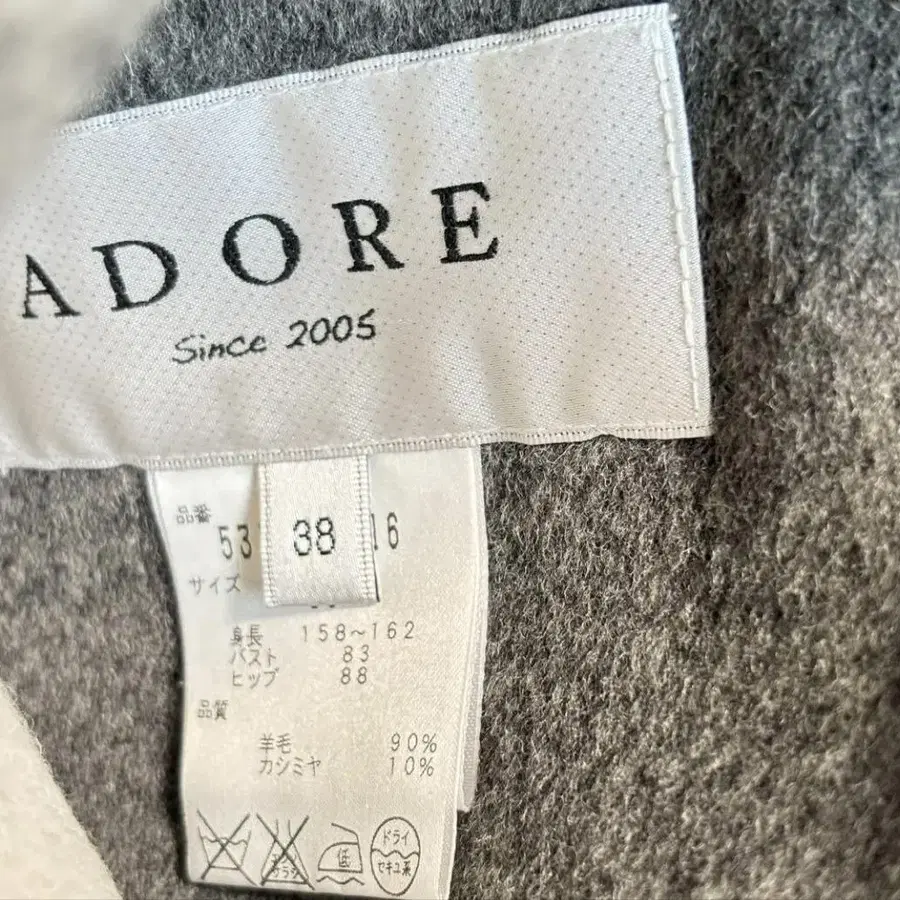 ADORE
Since 2005
品番
38
サイズ
身長 158~162
バスト 83
ヒップ 88
品質
羊毛 90%
カシミヤ 10%
低
ドライ
セキユ系